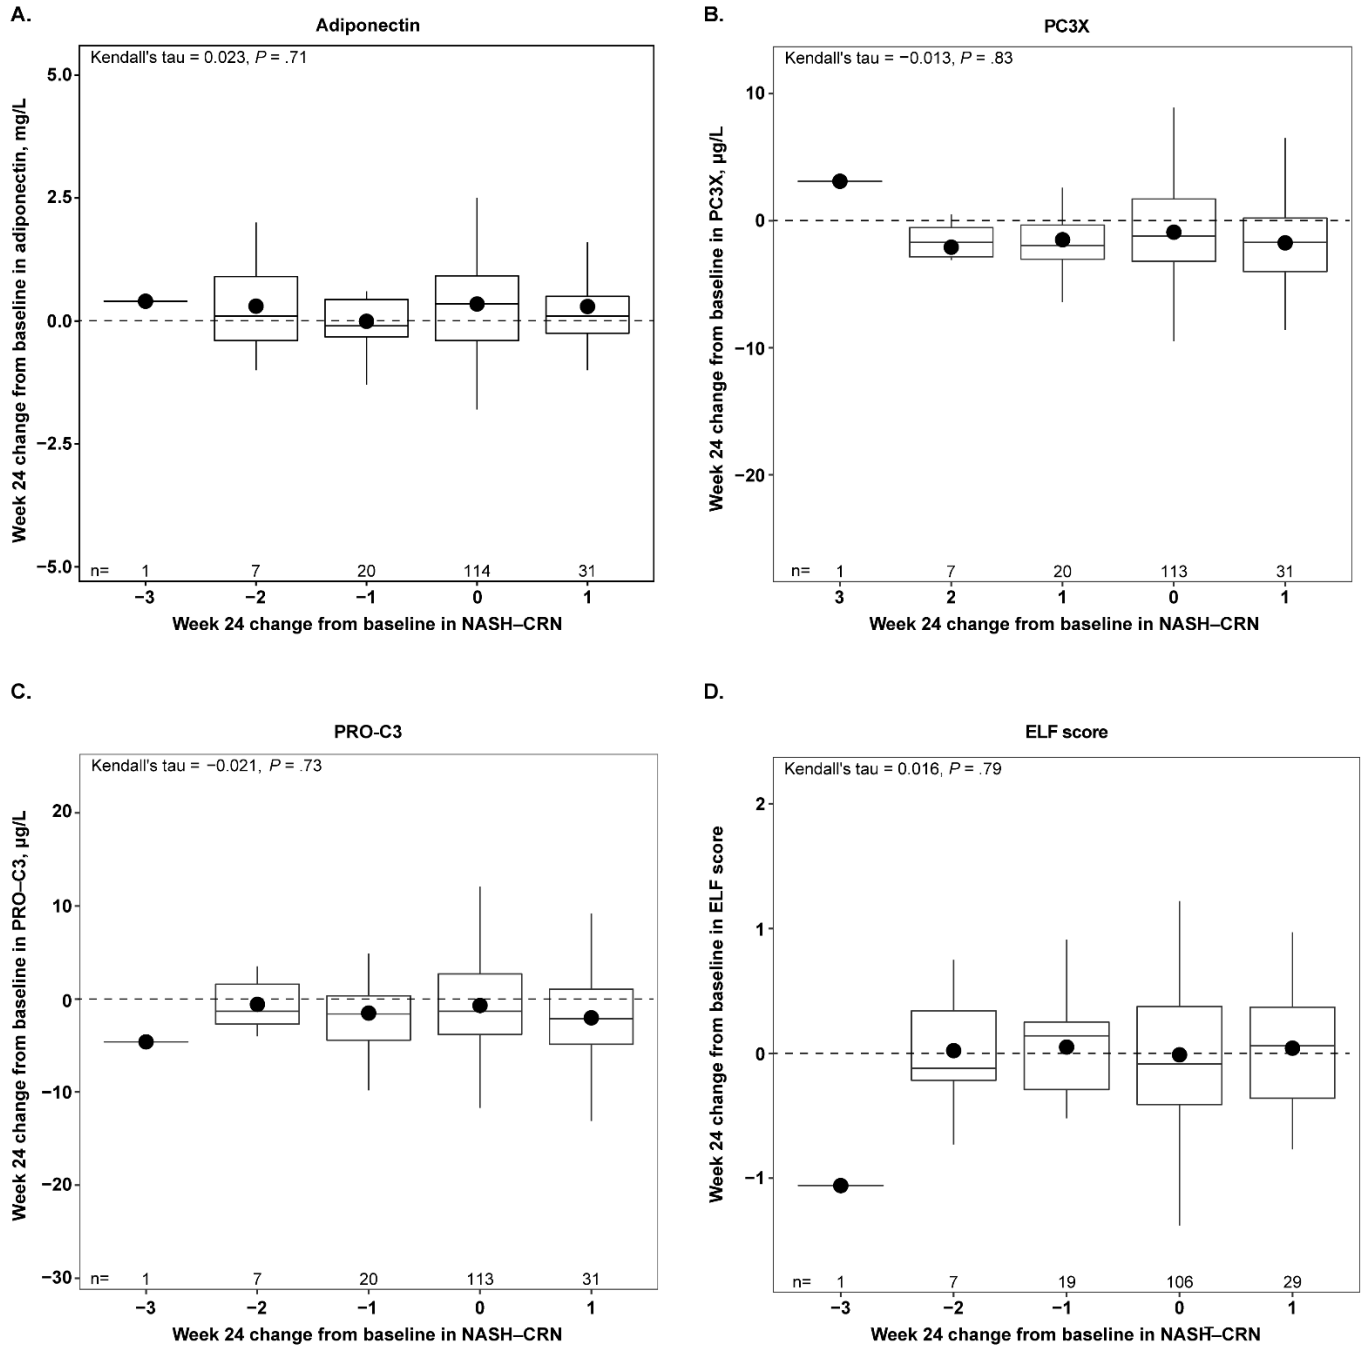 A.
Adiponectin
Kendall's tau = 0.023, P = .71
Week 24 change from baseline in adiponectin, mg/L
5.0
2.5
0.0
−2.5
−5.0
n= 1 7 20 114 31
−3 −2 −1 0 1
Week 24 change from baseline in NASH–CRN
B.
PC3X
Kendall's tau = −0.013, P = .83
Week 24 change from baseline in PC3X, µg/L
10
0
−10
−20
n= 1 7 20 113 31
3 2 1 0 1
Week 24 change from baseline in NASH–CRN
C.
PRO-C3
Kendall's tau = −0.021, P = .73
Week 24 change from baseline in PRO–C3, µg/L
20
10
0
−10
−20
−30
n= 1 7 20 113 31
−3 −2 −1 0 1
Week 24 change from baseline in NASH–CRN
D.
ELF score
Kendall's tau = 0.016, P = .79
Week 24 change from baseline in ELF score
2
1
0
−1
n= 1 7 19 106 29
−3 −2 −1 0 1
Week 24 change from baseline in NASH–CRN